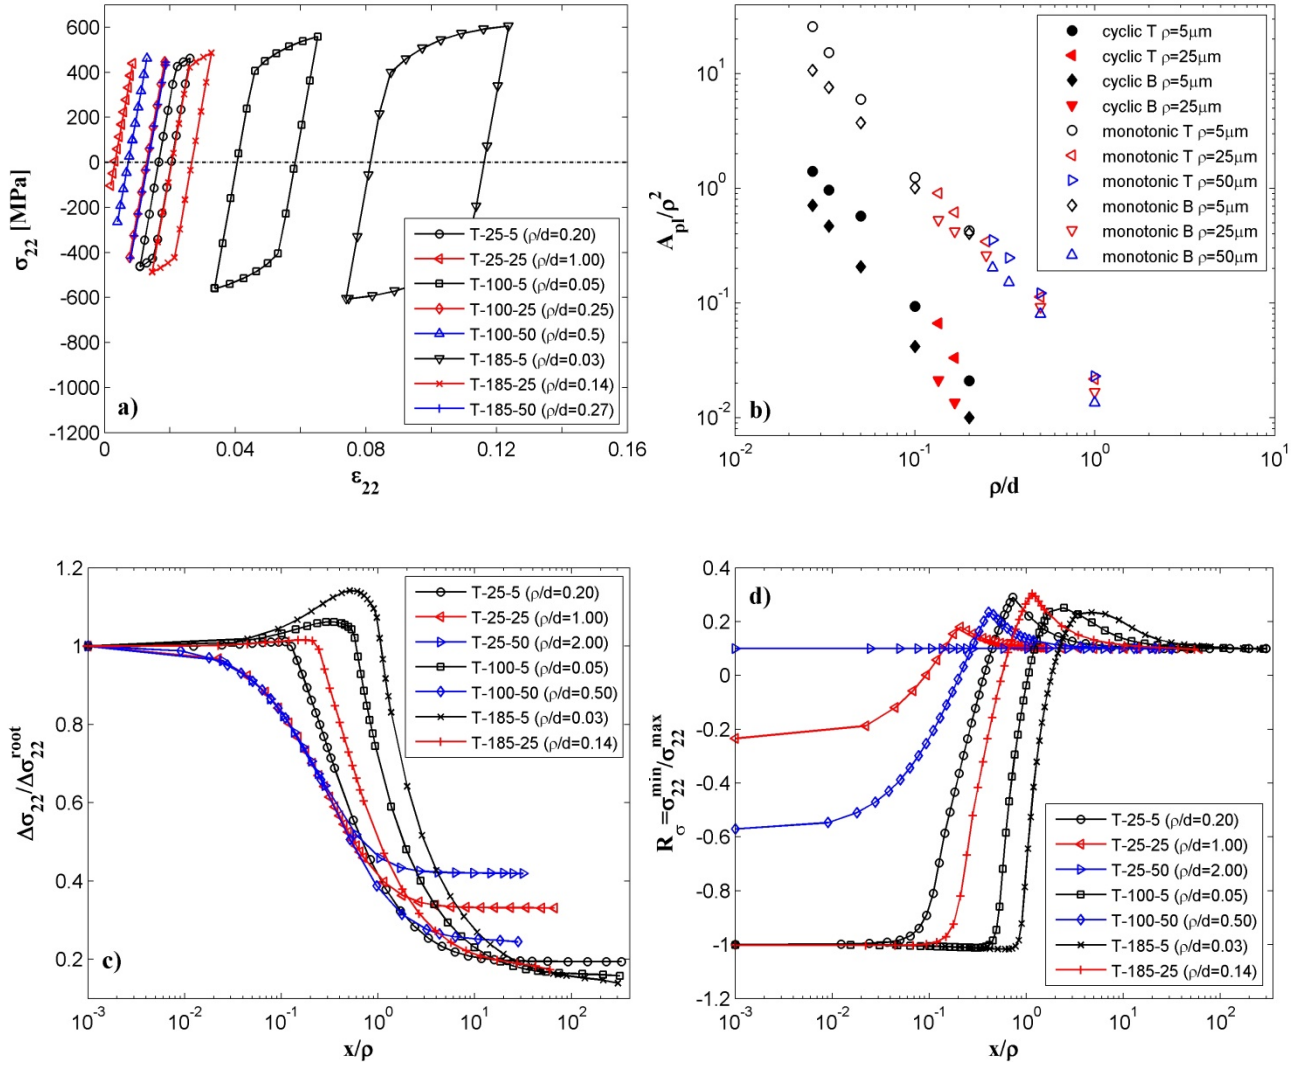 600
400
200
0
-200
-400
-600
-800
-1000
-1200
σ22 [MPa]
0
0.04
0.08
0.12
0.16
ε22
a)
T-25-5 (ρ/d=0.20)
T-25-25 (ρ/d=1.00)
T-100-5 (ρ/d=0.05)
T-100-25 (ρ/d=0.25)
T-100-50 (ρ/d=0.5)
T-185-5 (ρ/d=0.03)
T-185-25 (ρ/d=0.14)
T-185-50 (ρ/d=0.27)
10^1
10^0
10^-1
10^-2
A_pl/ρ^2
10^-2
10^-1
10^0
10^1
ρ/d
b)
cyclic T ρ=5μm
cyclic T ρ=25μm
cyclic B ρ=5μm
cyclic B ρ=25μm
monotonic T ρ=5μm
monotonic T ρ=25μm
monotonic T ρ=50μm
monotonic B ρ=5μm
monotonic B ρ=25μm
monotonic B ρ=50μm
1.2
1
0.8
0.6
0.4
0.2
Δσ22/Δσ22^root
10^-3
10^-2
10^-1
10^0
10^1
10^2
x/ρ
c)
T-25-5 (ρ/d=0.20)
T-25-25 (ρ/d=1.00)
T-25-50 (ρ/d=2.00)
T-100-5 (ρ/d=0.05)
T-100-50 (ρ/d=0.50)
T-185-5 (ρ/d=0.03)
T-185-25 (ρ/d=0.14)
0.4
0.2
0
-0.2
-0.4
-0.6
-0.8
-1
-1.2
R_σ=σ22^min/σ22^max
10^-3
10^-2
10^-1
10^0
10^1
10^2
x/ρ
d)
T-25-5 (ρ/d=0.20)
T-25-25 (ρ/d=1.00)
T-25-50 (ρ/d=2.00)
T-100-5 (ρ/d=0.05)
T-100-50 (ρ/d=0.50)
T-185-5 (ρ/d=0.03)
T-185-25 (ρ/d=0.14)